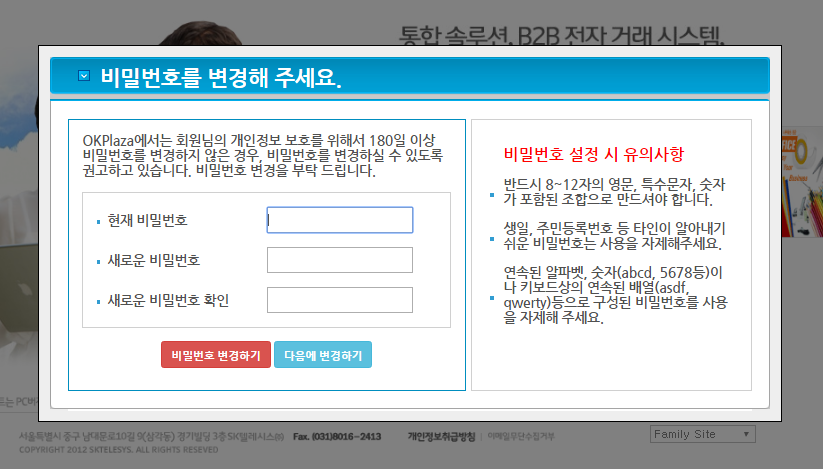 통합 솔루션, B2B 전자 거래 시스템,
비밀번호를 변경해 주세요.
OKPlaza에서는 회원님의 개인정보 보호를 위해서 180일 이상
비밀번호를 변경하지 않은 경우, 비밀번호를 변경하실 수 있도록
권고하고 있습니다. 비밀번호 변경을 부탁 드립니다.
현재 비밀번호
새로운 비밀번호
새로운 비밀번호 확인
비밀번호 변경하기
다음에 변경하기
비밀번호 설정 시 유의사항
반드시 8~12자의 영문, 특수문자, 숫자
가 포함된 조합으로 만드셔야 합니다.
생일, 주민등록번호 등 타인이 알아내기
쉬운 비밀번호는 사용을 자제해주세요.
연속된 알파벳, 숫자(abcd, 5678등)이
나 키보드상의 연속된 배열(asdf,
qwerty)등으로 구성된 비밀번호를 사용
을 자제해 주세요.
OFFICE
Your
Business
트는 PC버
서울특별시 중구 남대문로10길 9(삼각동) 경기빌딩 3층 SK텔레시스㈜ Fax. (031)8016-2413 개인정보취급방침 | 이메일무단수집거부
COPYRIGHT 2012 SKTELESYS. ALL RIGHTS RESEVED
Family Site